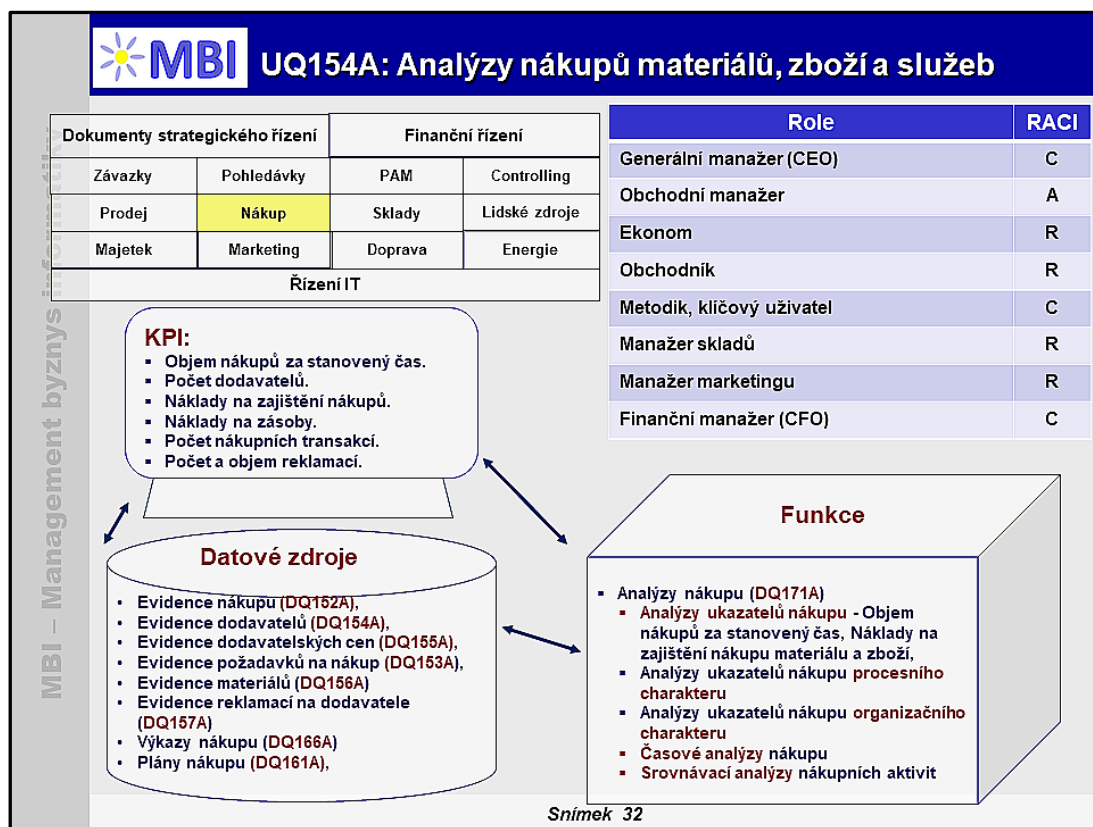 MBI
UQ154A: Analýzy nákupů materiálů, zboží a služeb
MBI – Management byznys informatiky
Dokumenty strategického řízení Finanční řízení
Závazky Pohledávky PAM Controlling
Prodej Nákup Sklady Lidské zdroje
Majetek Marketing Doprava Energie
Řízení IT
Role RACI
Generální manažer (CEO) C
Obchodní manažer A
Ekonom R
Obchodník R
Metodik, klíčový uživatel C
Manažer skladů R
Manažer marketingu R
Finanční manažer (CFO) C
KPI:
▪ Objem nákupů za stanovený čas.
▪ Počet dodavatelů.
▪ Náklady na zajištění nákupů.
▪ Náklady na zásoby.
▪ Počet nákupních transakcí.
▪ Počet a objem reklamací.
Datové zdroje
• Evidence nákupu (DQ152A),
• Evidence dodavatelů (DQ154A),
• Evidence dodavatelských cen (DQ155A),
• Evidence požadavků na nákup (DQ153A),
• Evidence materiálů (DQ156A)
• Evidence reklamací na dodavatele
(DQ157A)
• Výkazy nákupu (DQ166A)
• Plány nákupu (DQ161A),
Funkce
▪ Analýzy nákupu (DQ171A)
▪ Analýzy ukazatelů nákupu - Objem
nákupů za stanovený čas, Náklady na
zajištění nákupu materiálu a zboží,
▪ Analýzy ukazatelů nákupu procesního
charakteru
▪ Analýzy ukazatelů nákupu organizačního
charakteru
▪ Časové analýzy nákupu
▪ Srovnávací analýzy nákupních aktivit
Snímek 32